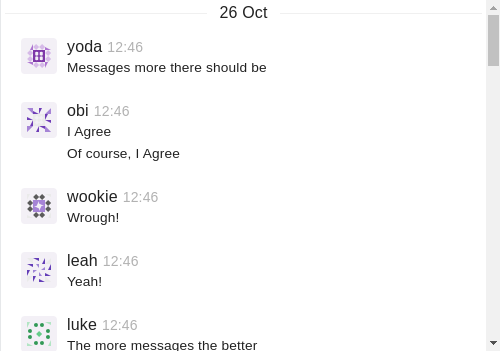 26 Oct
yoda 12:46
Messages more there should be
obi 12:46
I Agree
Of course, I Agree
wookie 12:46
Wrough!
leah 12:46
Yeah!
luke 12:46
The more messages the better